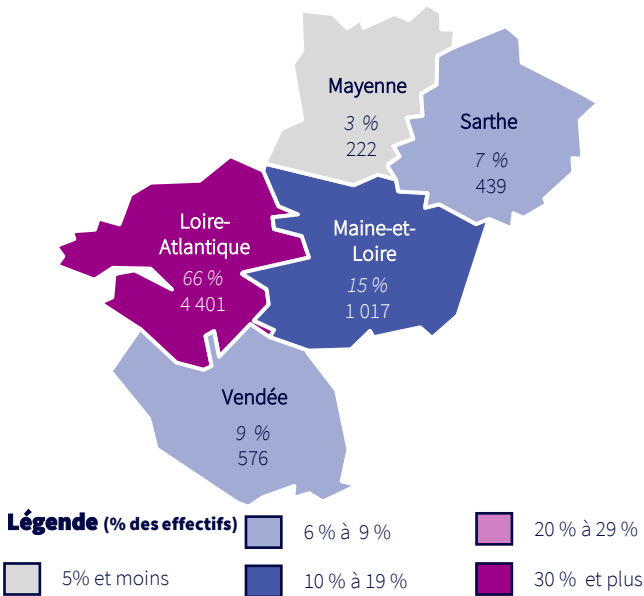 Mayenne
3 %
222
Sarthe
7 %
439
Loire-
Atlantique
66 %
4 401
Maine-et-
Loire
15 %
1 017
Vendée
9 %
576
Légende (% des effectifs)
5% et moins
6 % à 9 %
10 % à 19 %
20 % à 29 %
30 % et plus